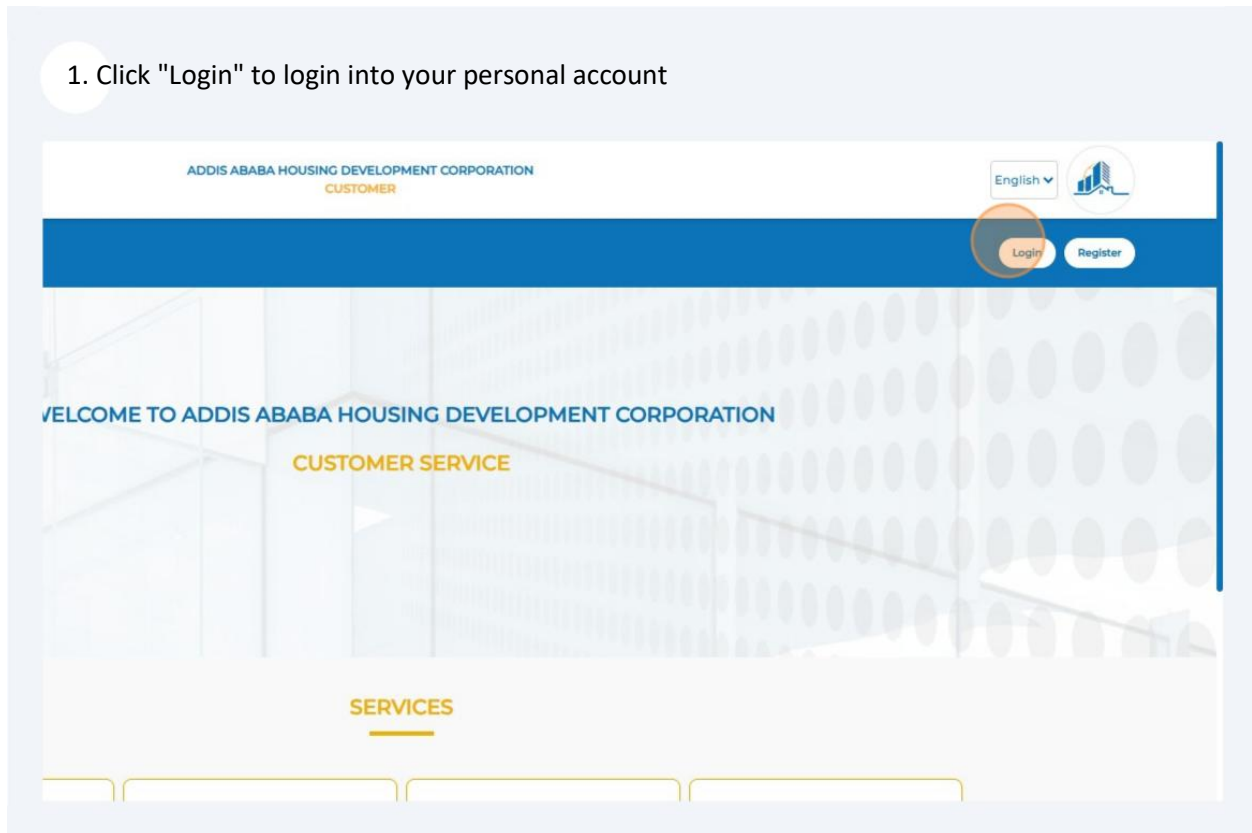 1. Click "Login" to login into your personal account
ADDIS ABABA HOUSING DEVELOPMENT CORPORATION
CUSTOMER
English
Login
Register
VELCOME TO ADDIS ABABA HOUSING DEVELOPMENT CORPORATION
CUSTOMER SERVICE
SERVICES